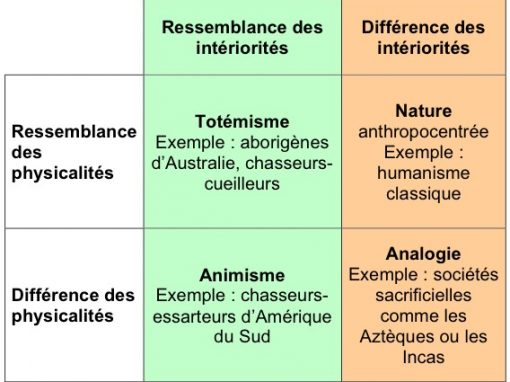 Ressemblance des
intériorités
Différence des
intériorités
Ressemblance
des
physicalités
Totémisme
Exemple : aborigènes
d'Australie, chasseurs-
cueilleurs
Nature
anthropocentrée
Exemple :
humanisme
classique
Différence des
physicalités
Animisme
Exemple : chasseurs-
essarteurs d'Amérique
du Sud
Analogie
Exemple : sociétés
sacrificielles
comme les
Aztèques ou les
Incas